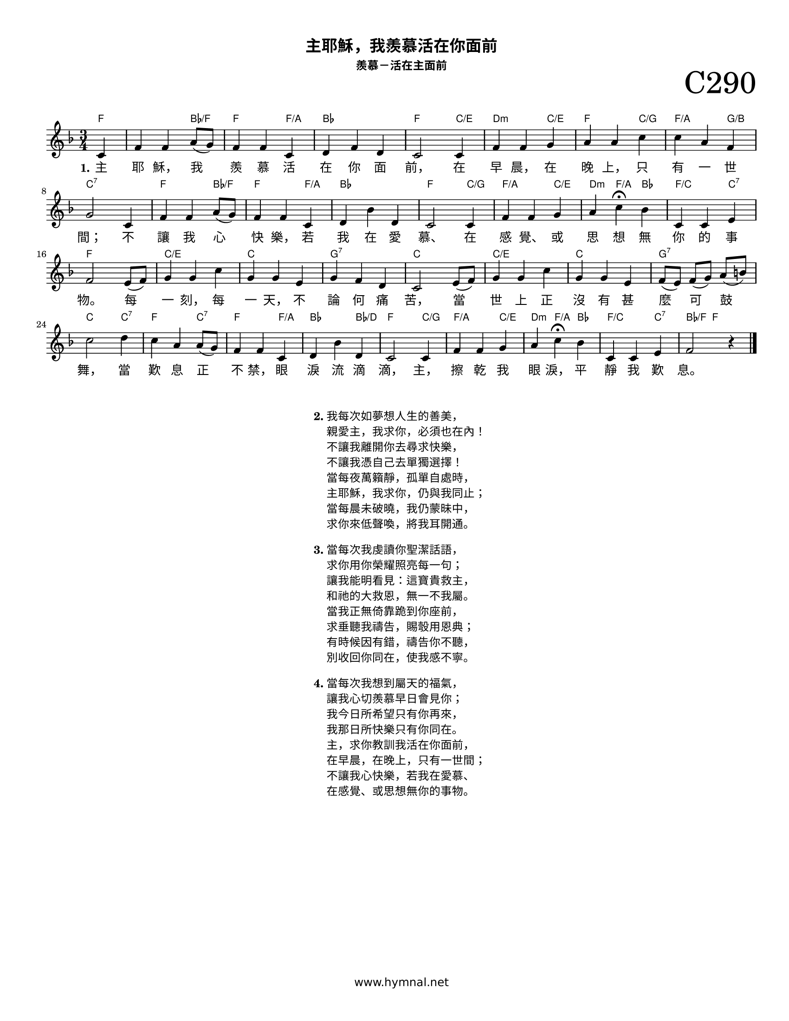 主耶穌，我羨慕活在你面前
羨慕－活在主面前
C290
F B♭/F F F/A B♭ F C/E Dm C/E F C/G F/A G/B
3 4
1. 主 耶 穌， 我 羨 慕 活 在 你 面 前， 在 早 晨， 在 晚 上， 只 有 一 世
8 C7 F B♭/F F F/A B♭ F C/G F/A C/E Dm F/A B♭ F/C C7
間； 不 讓 我 心 快 樂， 若 我 在 愛 慕、 在 感 覺、 或 思 想 無 你 的 事
16 F C/E C G7 C C/E C G7
物。 每 一 刻， 每 一 天， 不 論 何 痛 苦， 當 世 上 正 沒 有 甚 麼 可 鼓
24 C C7 F C7 F F/A B♭ B♭/D F C/G F/A C/E Dm F/A B♭ F/C C7 B♭/F F
舞， 當 歎 息 正 不 禁， 眼 淚 流 滴 滴， 主， 擦 乾 我 眼 淚， 平 靜 我 歎 息。
2. 我每次如夢想人生的善美，
親愛主，我求你，必須也在內！
不讓我離開你去尋求快樂，
不讓我憑自己去單獨選擇！
當每夜萬籟靜，孤單自處時，
主耶穌，我求你，仍與我同止；
當每晨未破曉，我仍蒙昧中，
求你來低聲喚，將我耳開通。
3. 當每次我虔讀你聖潔話語，
求你用你榮耀照亮每一句；
讓我能明看見：這寶貴救主，
和祂的大救恩，無一不我屬。
當我正無倚靠跪到你座前，
求垂聽我禱告，賜彀用恩典；
有時候因有錯，禱告你不聽，
別收回你同在，使我感不寧。
4. 當每次我想到屬天的福氣，
讓我心切羨慕早日會見你；
我今日所希望只有你再來，
我那日所快樂只有你同在。
主，求你教訓我活在你面前，
在早晨，在晚上，只有一世間；
不讓我心快樂，若我在愛慕、
在感覺、或思想無你的事物。
www.hymnal.net